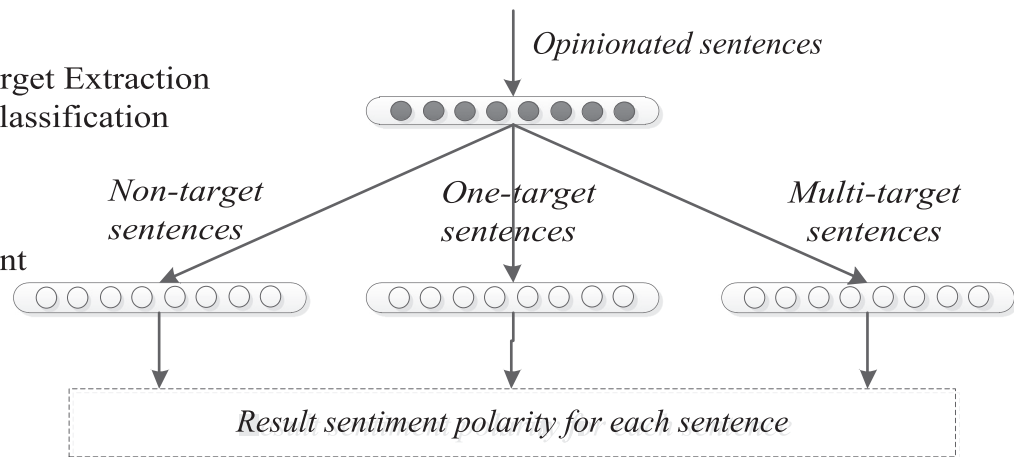 Opinionated sentences
rget Extraction
lassification
Non-target
sentences
One-target
sentences
Multi-target
sentences
nt
Result sentiment polarity for each sentence